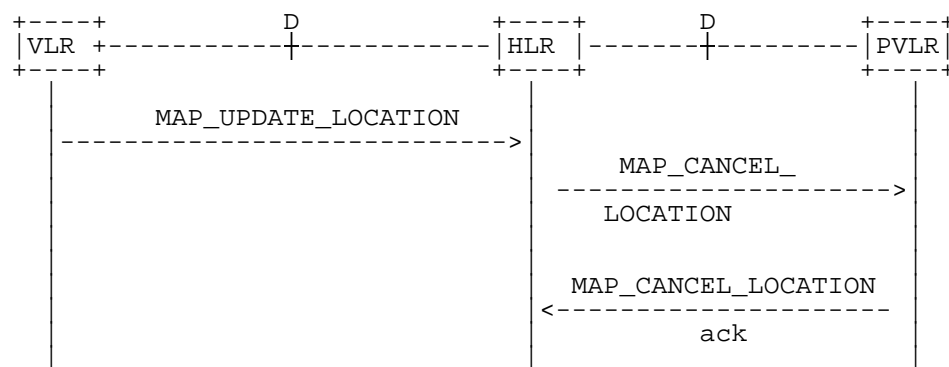 D D
VLR HLR PVLR
MAP_UPDATE_LOCATION
MAP_CANCEL_
LOCATION
MAP_CANCEL_LOCATION
ack